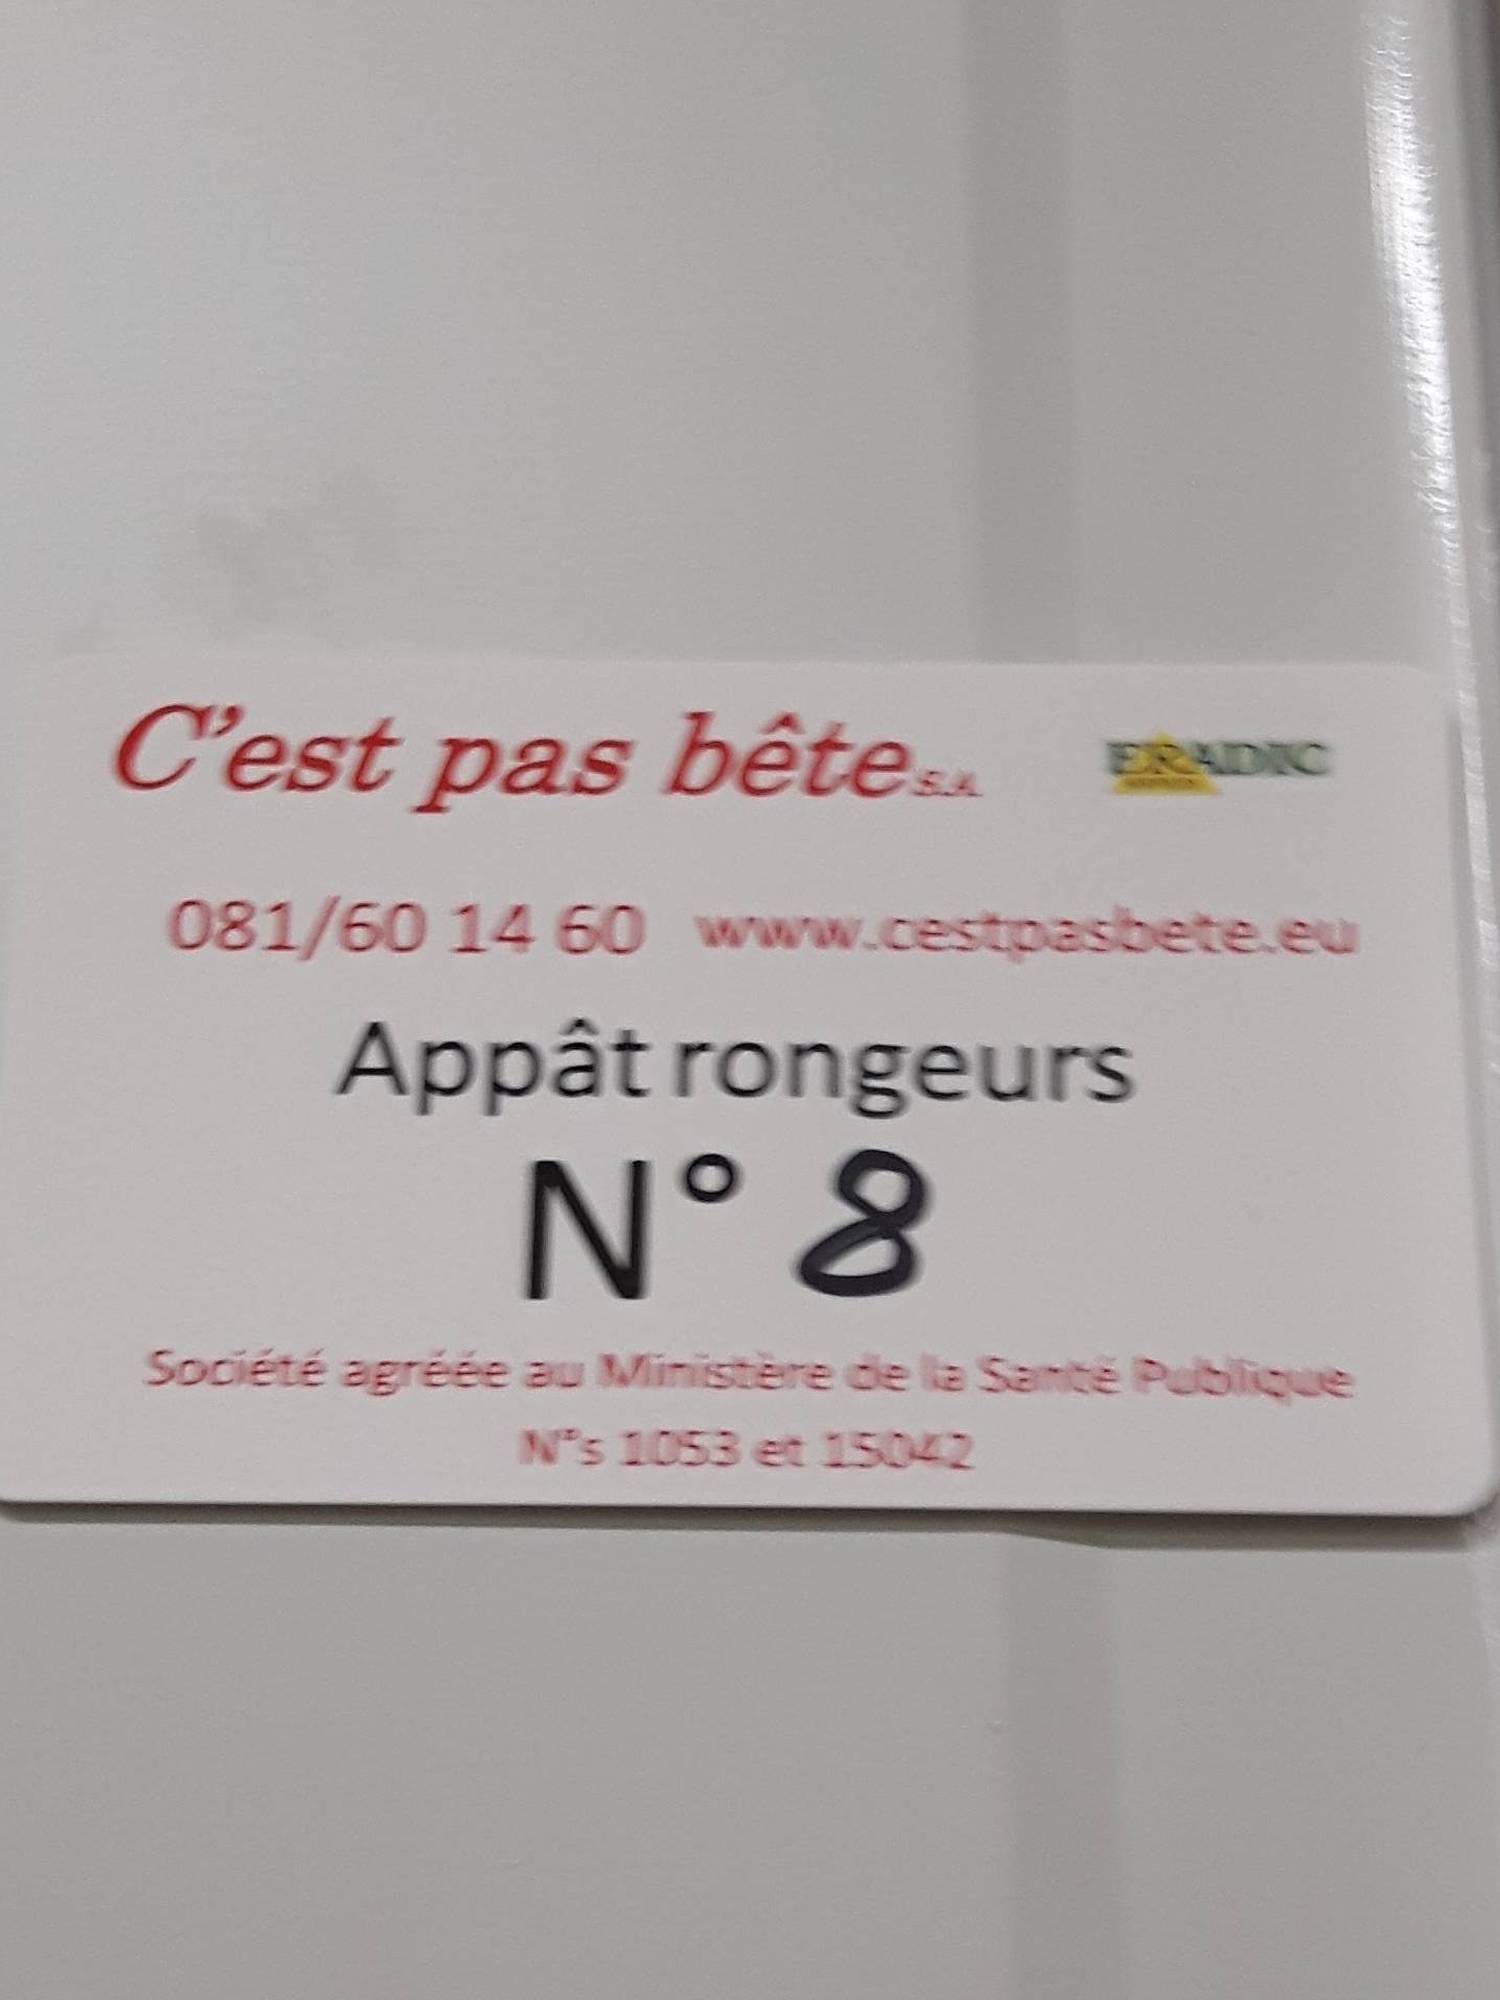 C'est pas bête S.A. ERADIC
081/60 14 60 www.cestpasbete.eu
Appât rongeurs
N° 8
Société agréée au Ministère de la Santé Publique
N°s 1053 et 15042